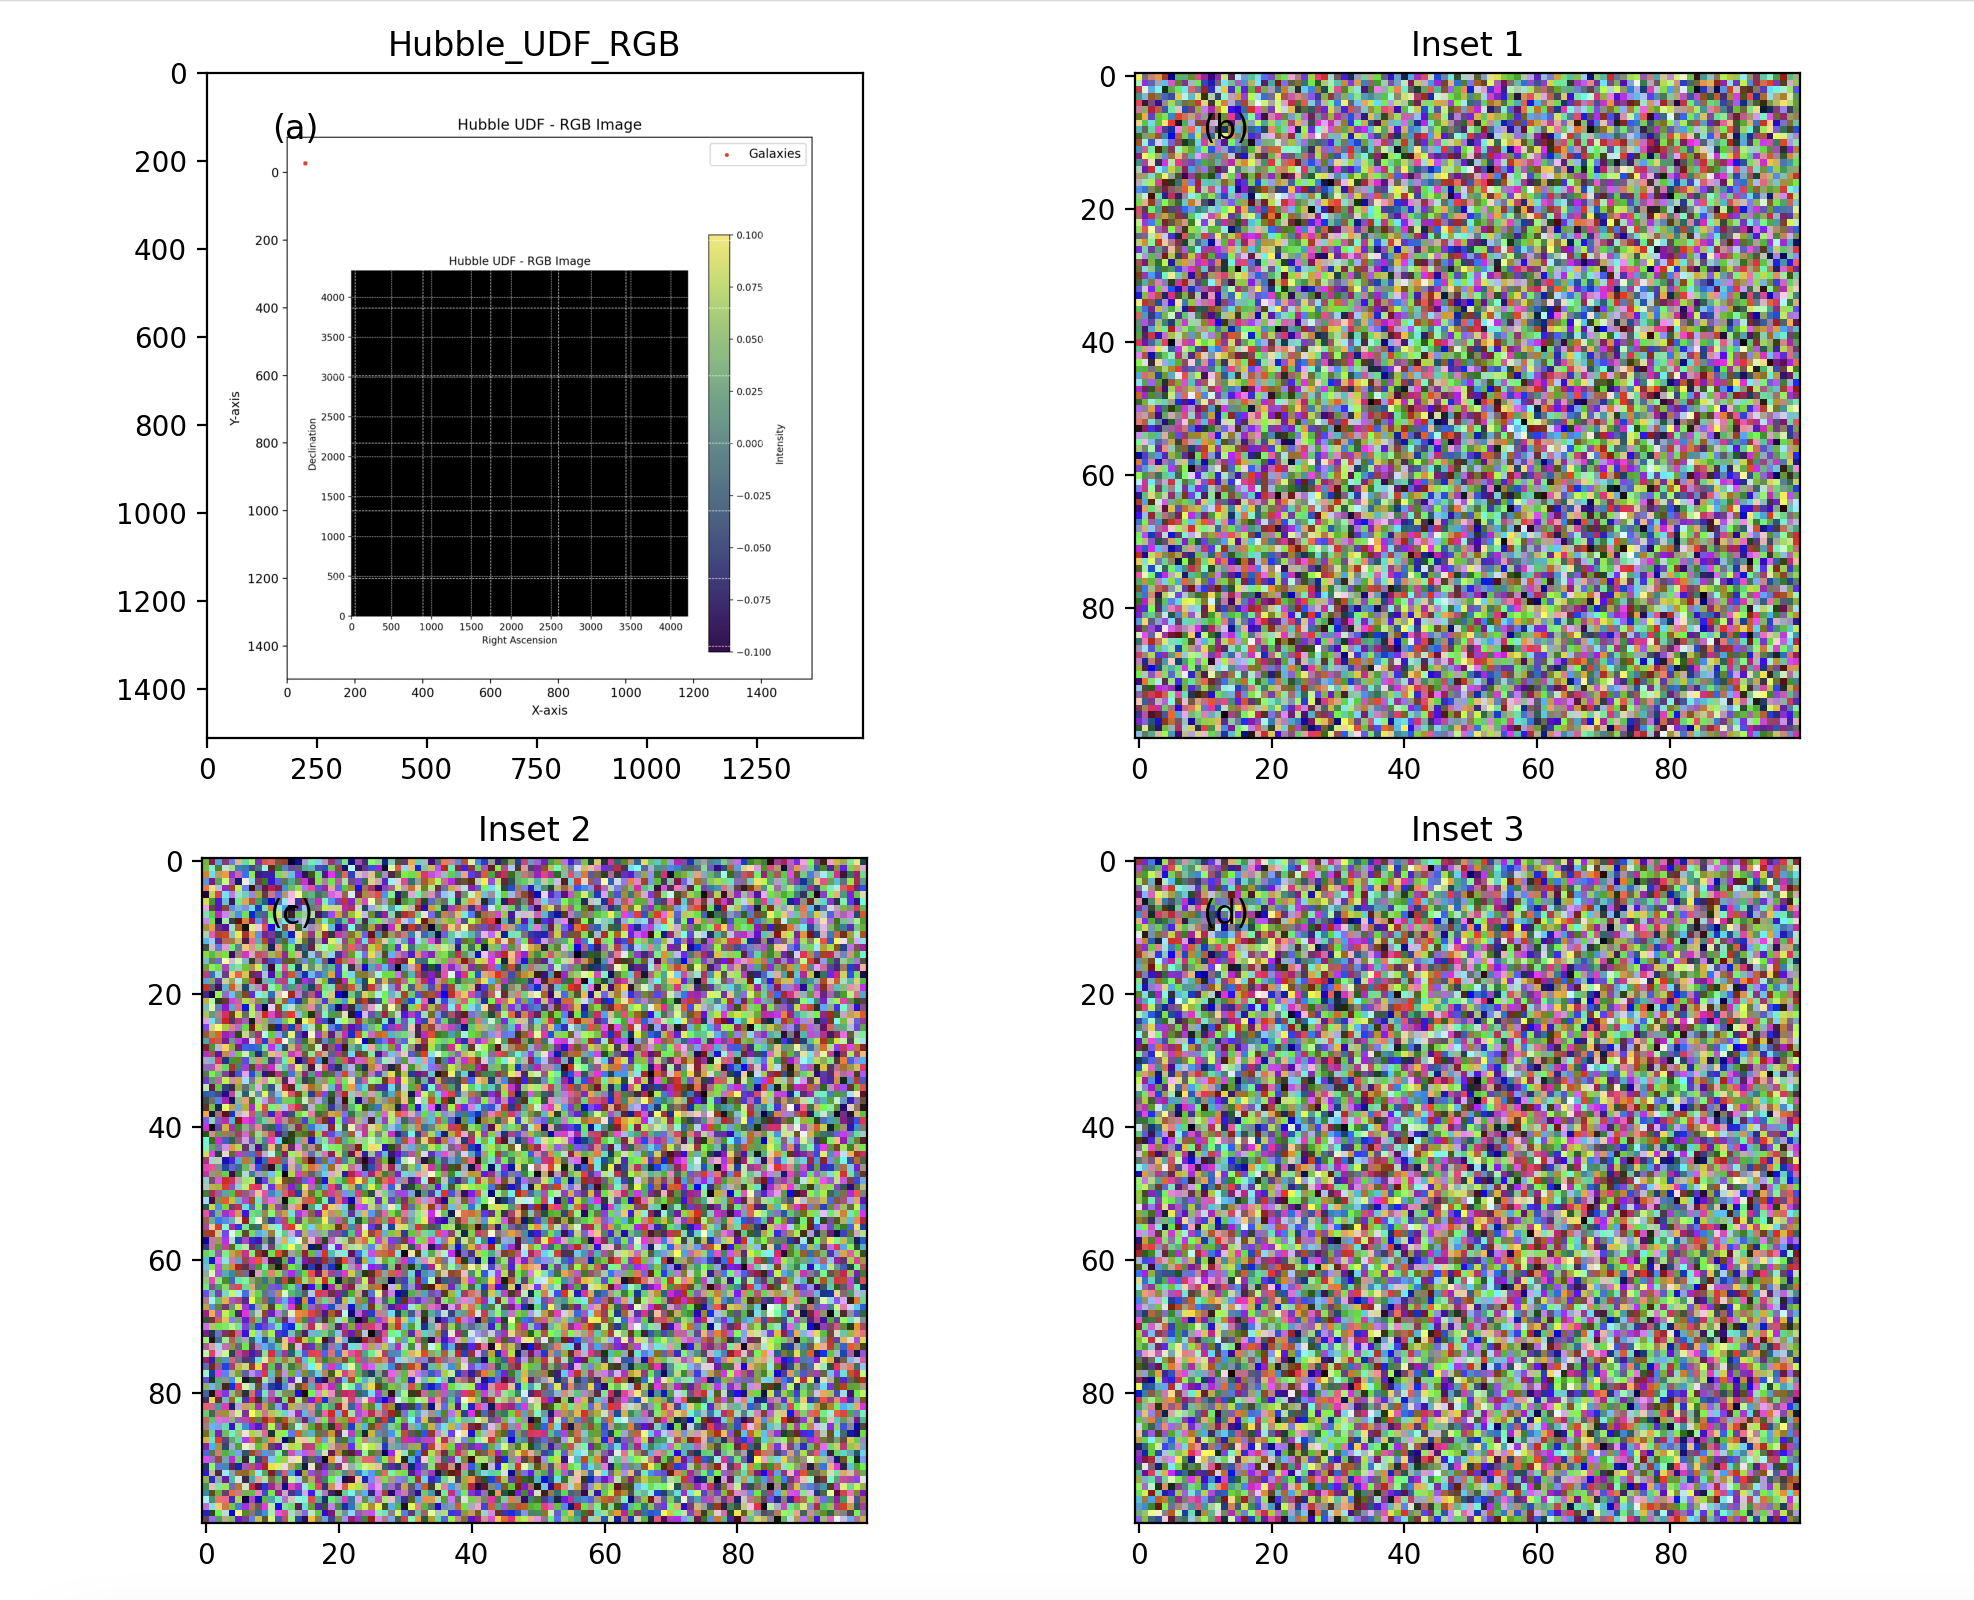 Hubble_UDF_RGB
0
200
400
600
800
1000
1200
1400
0 250 500 750 1000 1250
(a)
Hubble UDF - RGB Image
Galaxies
Y-axis
0
200
400
600
800
1000
1200
1400
0 200 400 600 800 1000 1200 1400
X-axis
Hubble UDF - RGB Image
Declination
4000
3500
3000
2500
2000
1500
1000
500
0
0 500 1000 1500 2000 2500 3000 3500 4000
Right Ascension
0.100
0.075
0.050
0.025
0.000
−0.025
−0.050
−0.075
−0.100
Intensity
Inset 1
(b)
0
20
40
60
80
0 20 40 60 80
Inset 2
(c)
0
20
40
60
80
0 20 40 60 80
Inset 3
(d)
0
20
40
60
80
0 20 40 60 80